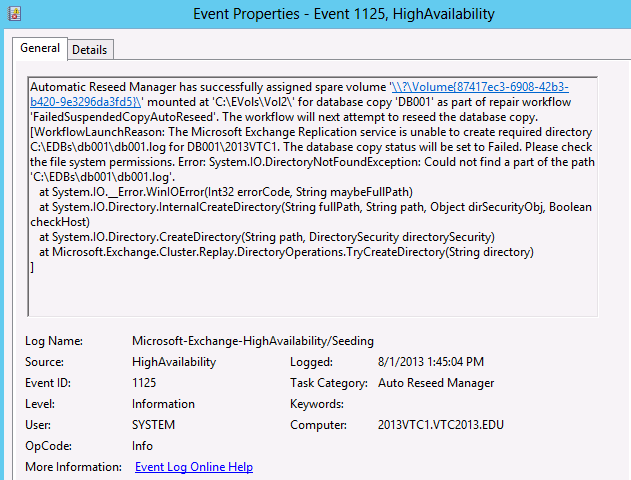 Event Properties - Event 1125, HighAvailability
General
Details
Automatic Reseed Manager has successfully assigned spare volume '\\?\Volume{87417ec3-6908-42b3-
b420-9e3296da3fd5}\' mounted at 'C:\EVols\Vol2\' for database copy 'DB001' as part of repair workflow
'FailedSuspendedCopyAutoReseed'. The workflow will next attempt to reseed the database copy.
[WorkflowLaunchReason: The Microsoft Exchange Replication service is unable to create required directory
C:\EDBs\db001\db001.log for DB001\2013VTC1. The database copy status will be set to Failed. Please check
the file system permissions. Error: System.IO.DirectoryNotFoundException: Could not find a part of the path
'C:\EDBs\db001\db001.log'.
at System.IO.__Error.WinIOError(Int32 errorCode, String maybeFullPath)
at System.IO.Directory.InternalCreateDirectory(String fullPath, String path, Object dirSecurityObj, Boolean
checkHost)
at System.IO.Directory.CreateDirectory(String path, DirectorySecurity directorySecurity)
at Microsoft.Exchange.Cluster.Replay.DirectoryOperations.TryCreateDirectory(String directory)
]
Log Name: Microsoft-Exchange-HighAvailability/Seeding
Source: HighAvailability Logged: 8/1/2013 1:45:04 PM
Event ID: 1125 Task Category: Auto Reseed Manager
Level: Information Keywords:
User: SYSTEM Computer: 2013VTC1.VTC2013.EDU
OpCode: Info
More Information: Event Log Online Help